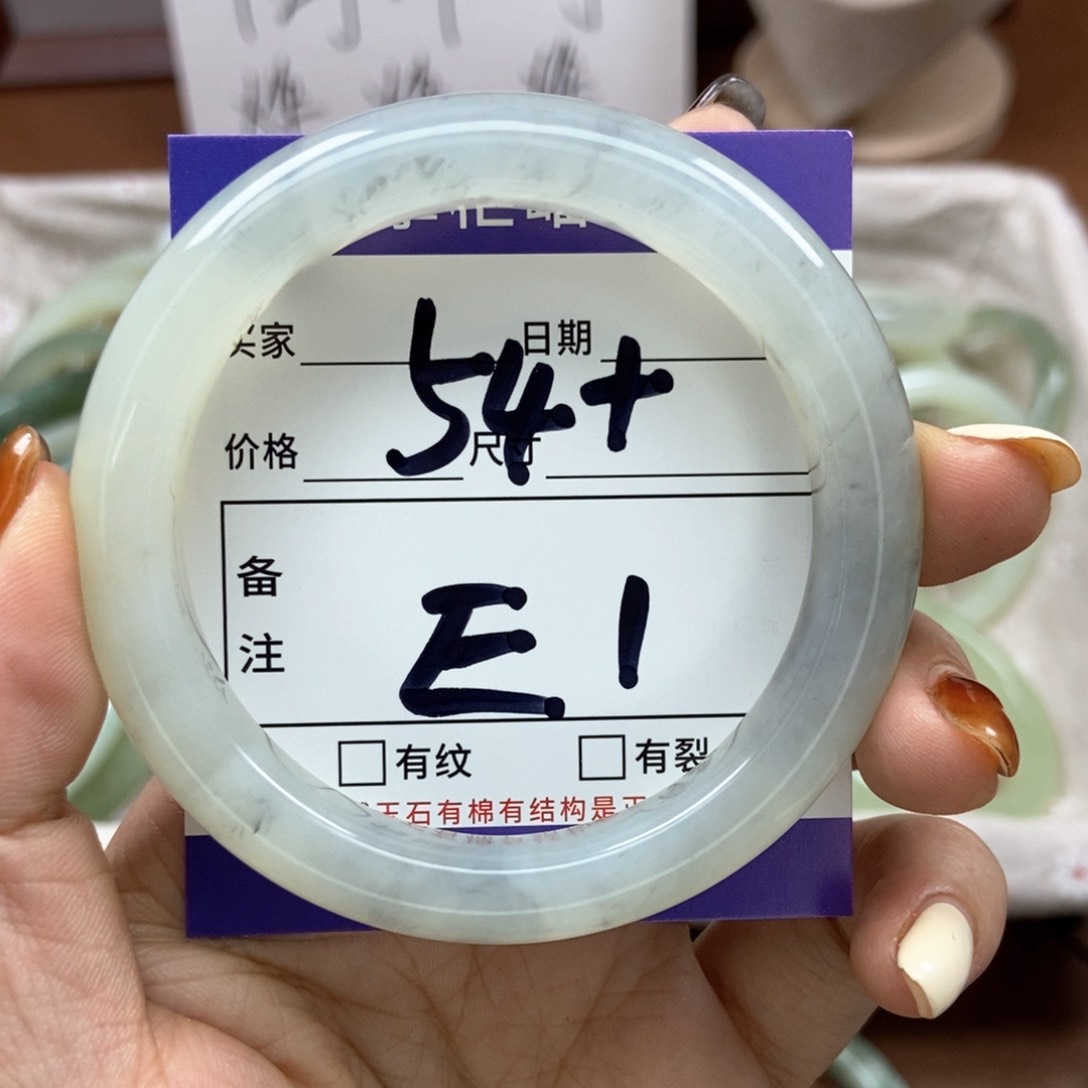 买家 日期
54+
价格 尺寸
备
注
E1
有纹 有裂
玉石有棉有结构是正